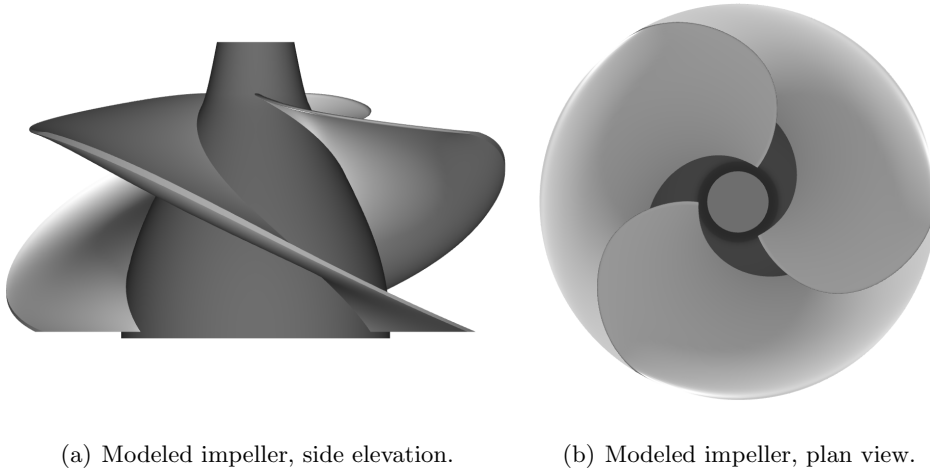 (a) Modeled impeller, side elevation.
(b) Modeled impeller, plan view.